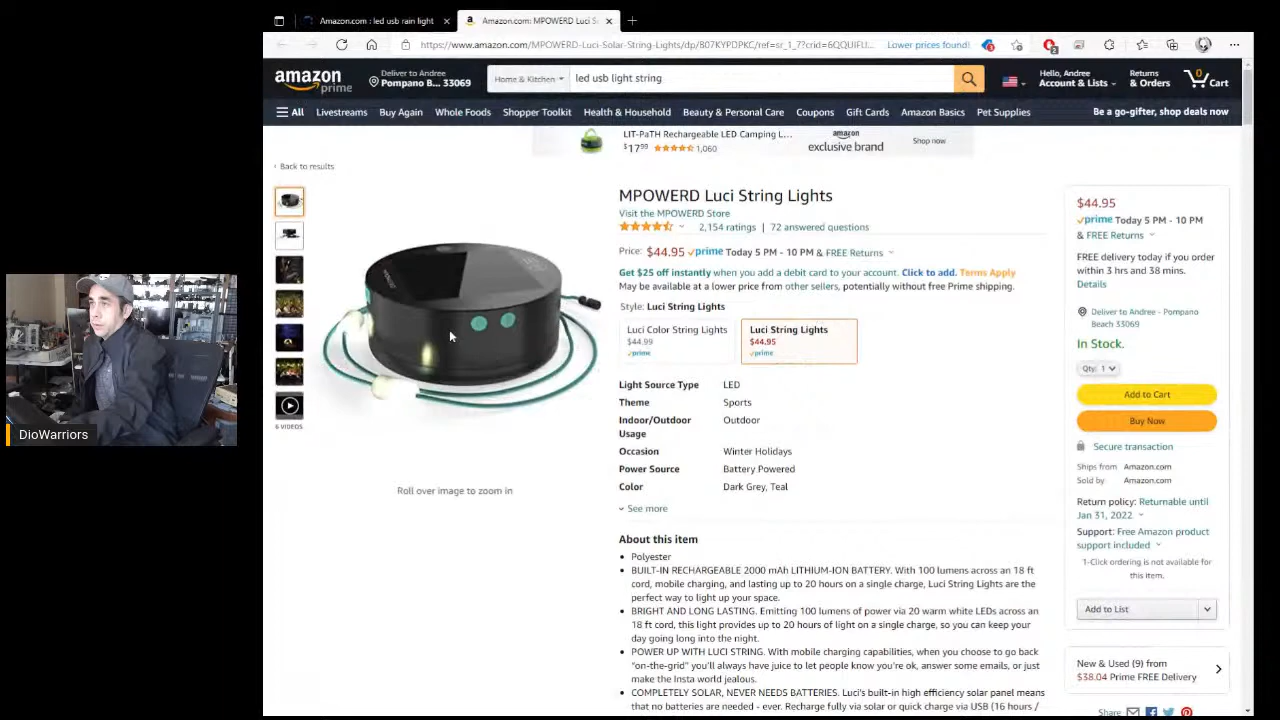 Amazon.com : led usb rain light
Amazon.com: MPOWERD Luci S
https://www.amazon.com/MPOWERD-Luci-Solar-String-Lights/dp/B07KYPDPKC/ref=sr_1_7?crid=6QQUIFU...
Lower prices found!
amazon prime
Deliver to Andree
Pompano B... 33069
Home & Kitchen
led usb light string
Hello, Andree
Account & Lists
Returns
& Orders
0
Cart
All
Livestreams
Buy Again
Whole Foods
Shopper Toolkit
Health & Household
Beauty & Personal Care
Coupons
Gift Cards
Amazon Basics
Pet Supplies
Be a go-gifter, shop deals now
LIT-PaTH Rechargeable LED Camping L...
$17.99
1,060
amazon
exclusive brand
Shop now
‹ Back to results
6 VIDEOS
Roll over image to zoom in
MPOWERD Luci String Lights
Visit the MPOWERD Store
2,154 ratings | 72 answered questions
Price: $44.95 prime Today 5 PM - 10 PM & FREE Returns
Get $25 off instantly when you add a debit card to your account. Click to add. Terms Apply
May be available at a lower price from other sellers, potentially without free Prime shipping.
Style: Luci String Lights
Luci Color String Lights
$44.99
prime
Luci String Lights
$44.95
prime
Light Source Type LED
Theme Sports
Indoor/Outdoor Outdoor
Usage
Occasion Winter Holidays
Power Source Battery Powered
Color Dark Grey, Teal
See more
About this item
• Polyester
• BUILT-IN RECHARGEABLE 2000 mAh LITHIUM-ION BATTERY. With 100 lumens across an 18 ft
cord, mobile charging, and lasting up to 20 hours on a single charge, Luci String Lights are the
perfect way to light up your space.
• BRIGHT AND LONG LASTING. Emitting 100 lumens of power via 20 warm white LEDs across an
18 ft cord, this light provides up to 20 hours of light on a single charge, so you can keep your
day going long into the night.
• POWER UP WITH LUCI STRING. With mobile charging capabilities, when you choose to go back
"on-the-grid" you'll always have juice to let people know you're ok, answer some emails, or just
make the Insta world jealous.
• COMPLETELY SOLAR, NEVER NEEDS BATTERIES. Luci's built-in high efficiency solar panel means
that no batteries are needed - ever. Recharge fully via solar or quick charge via USB (16 hours /
$44.95
prime Today 5 PM - 10 PM
& FREE Returns
FREE delivery today if you order
within 3 hrs and 38 mins.
Details
Deliver to Andree - Pompano
Beach 33069
In Stock.
Qty: 1
Add to Cart
Buy Now
Secure transaction
Ships from Amazon.com
Sold by Amazon.com
Return policy: Returnable until
Jan 31, 2022
Support: Free Amazon product
support included
1-Click ordering is not available for
this item.
Add to List
New & Used (9) from
$38.04 Prime FREE Delivery
Share
DioWarriors